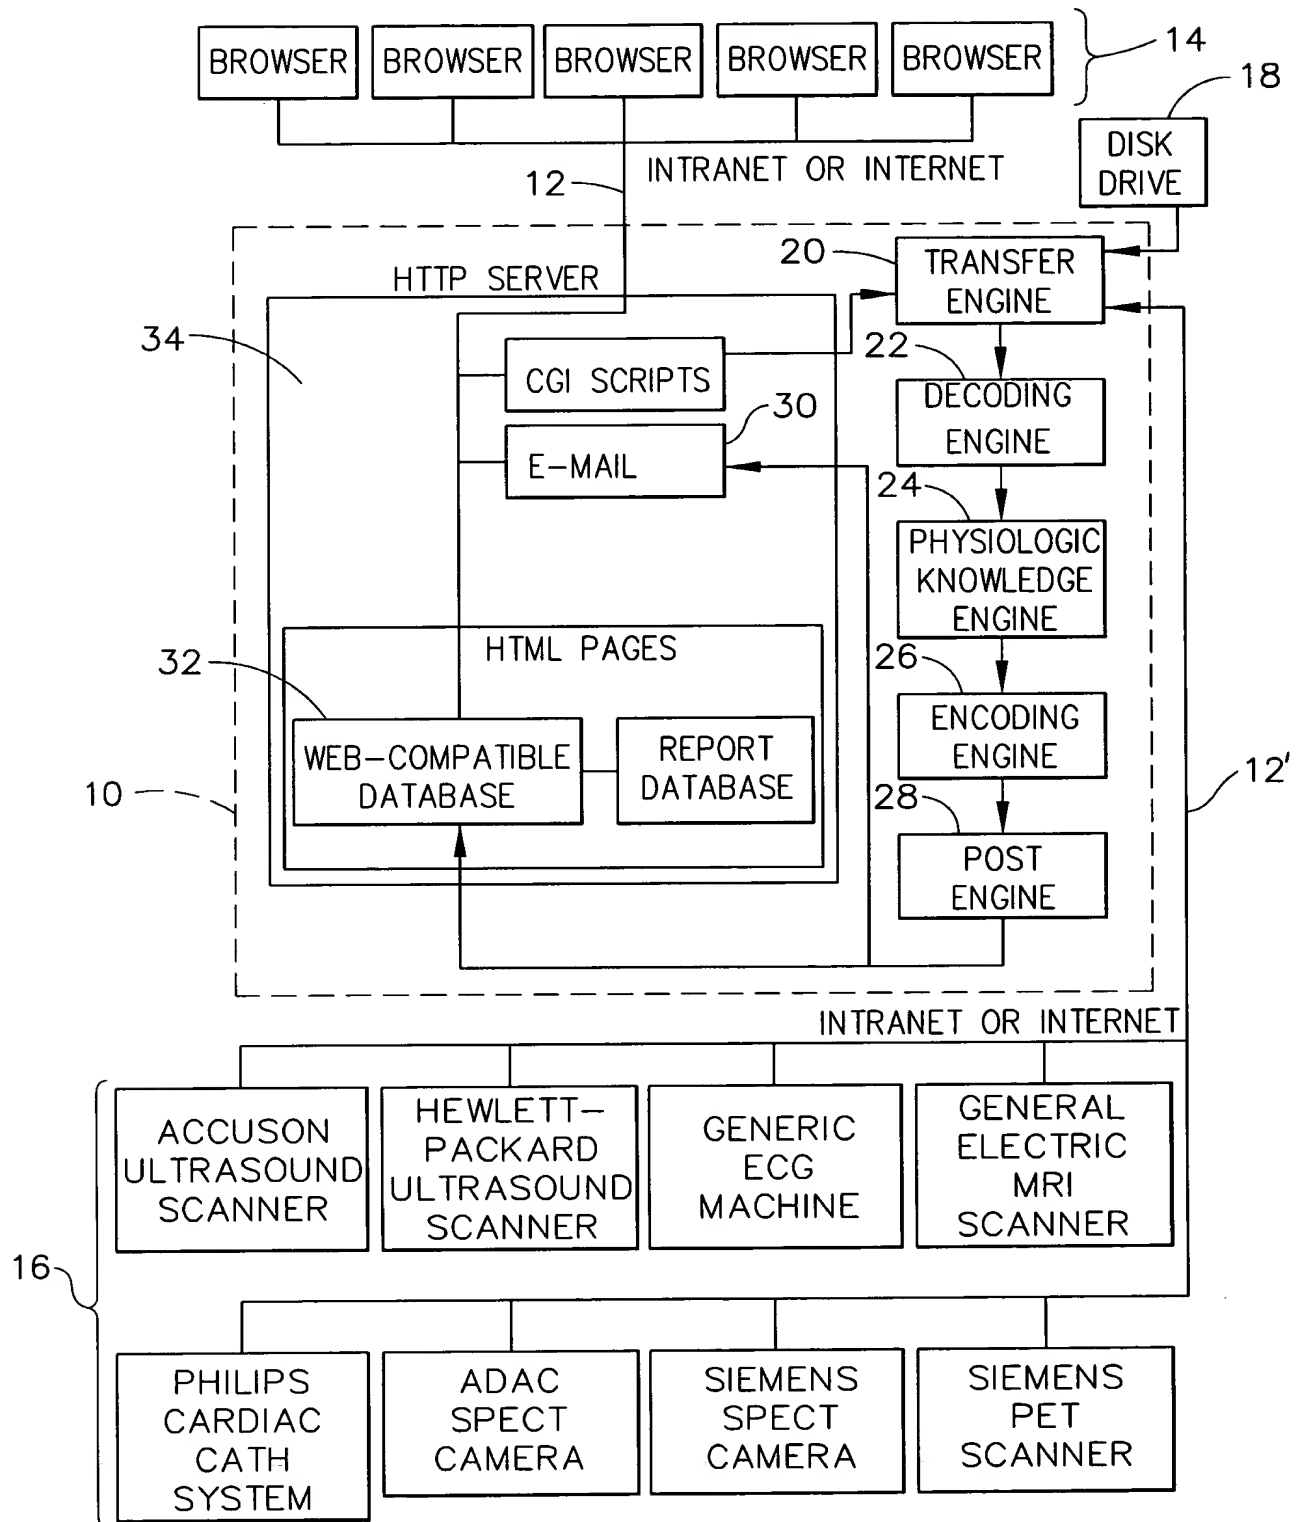 BROWSER BROWSER BROWSER BROWSER BROWSER
14
18
DISK
DRIVE
INTRANET OR INTERNET
12
HTTP SERVER
20
TRANSFER
ENGINE
34
CGI SCRIPTS
22
DECODING
ENGINE
30
E-MAIL
24
PHYSIOLOGIC
KNOWLEDGE
ENGINE
HTML PAGES
32
WEB-COMPATIBLE
DATABASE
REPORT
DATABASE
26
ENCODING
ENGINE
10
12'
28
POST
ENGINE
INTRANET OR INTERNET
16
ACCUSON
ULTRASOUND
SCANNER
HEWLETT-
PACKARD
ULTRASOUND
SCANNER
GENERIC
ECG
MACHINE
GENERAL
ELECTRIC
MRI
SCANNER
PHILIPS
CARDIAC
CATH
SYSTEM
ADAC
SPECT
CAMERA
SIEMENS
SPECT
CAMERA
SIEMENS
PET
SCANNER